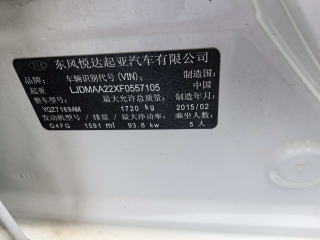 KIA 东风悦达起亚汽车有限公司
品牌: 车辆识别代号(VIN): 制造国:
起亚 LJDMAA22XF0557105 中国
整车型号: 最大允许总质量: 制造年月:
YQZ7169AM 1720 kg 2015/02
发动机型号 / 排量 / 最大净功率: 乘坐人数:
G4FG 1591 ml 93.8 kw 5 人